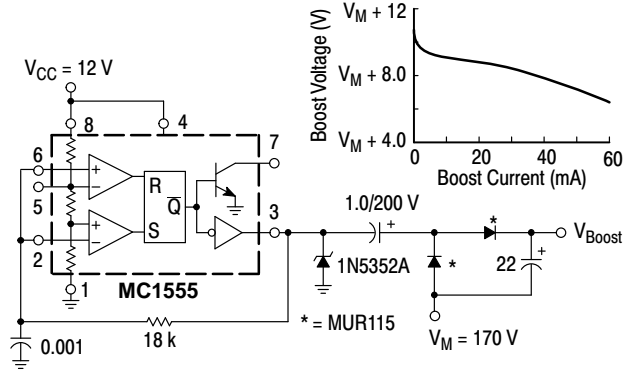 V_M + 12
V_M + 8.0
V_M + 4.0
Boost Voltage (V)
0
20
40
60
Boost Current (mA)
V_CC = 12 V
8
4
7
6
5
2
3
1
+
−
+
−
R
Q̅
S
MC1555
1.0/200 V
+
*
*
V_Boost
+
22
1N5352A
0.001
18 k
* = MUR115
V_M = 170 V